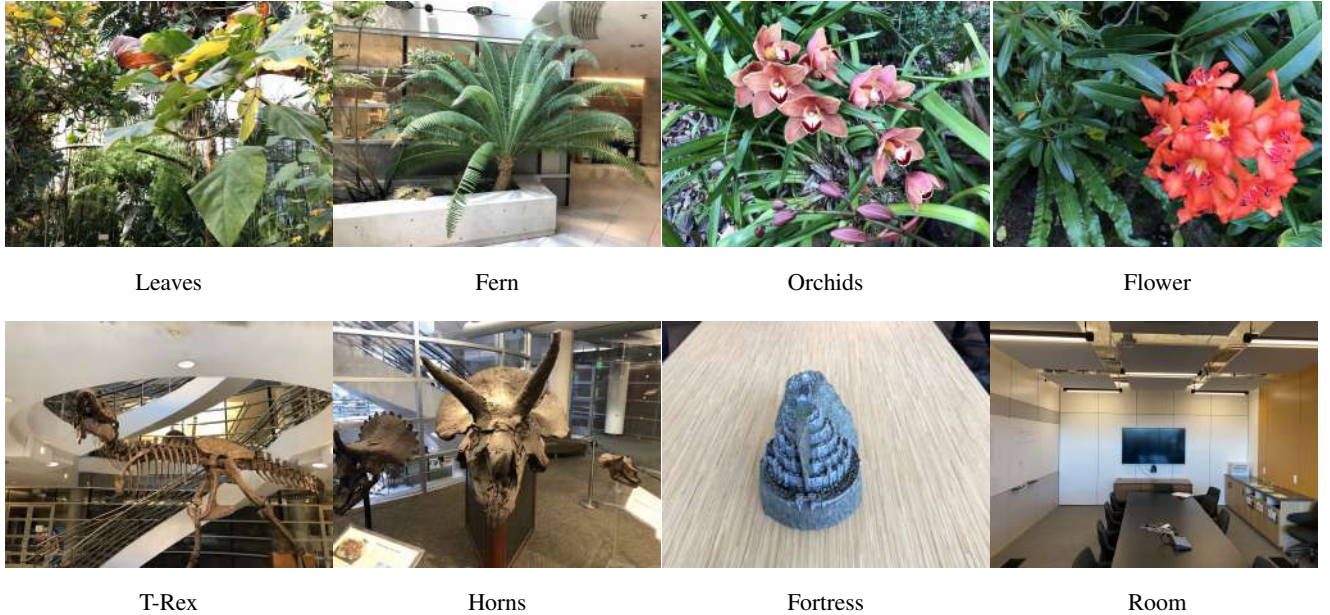 Leaves
Fern
Orchids
Flower
T-Rex
Horns
Fortress
Room